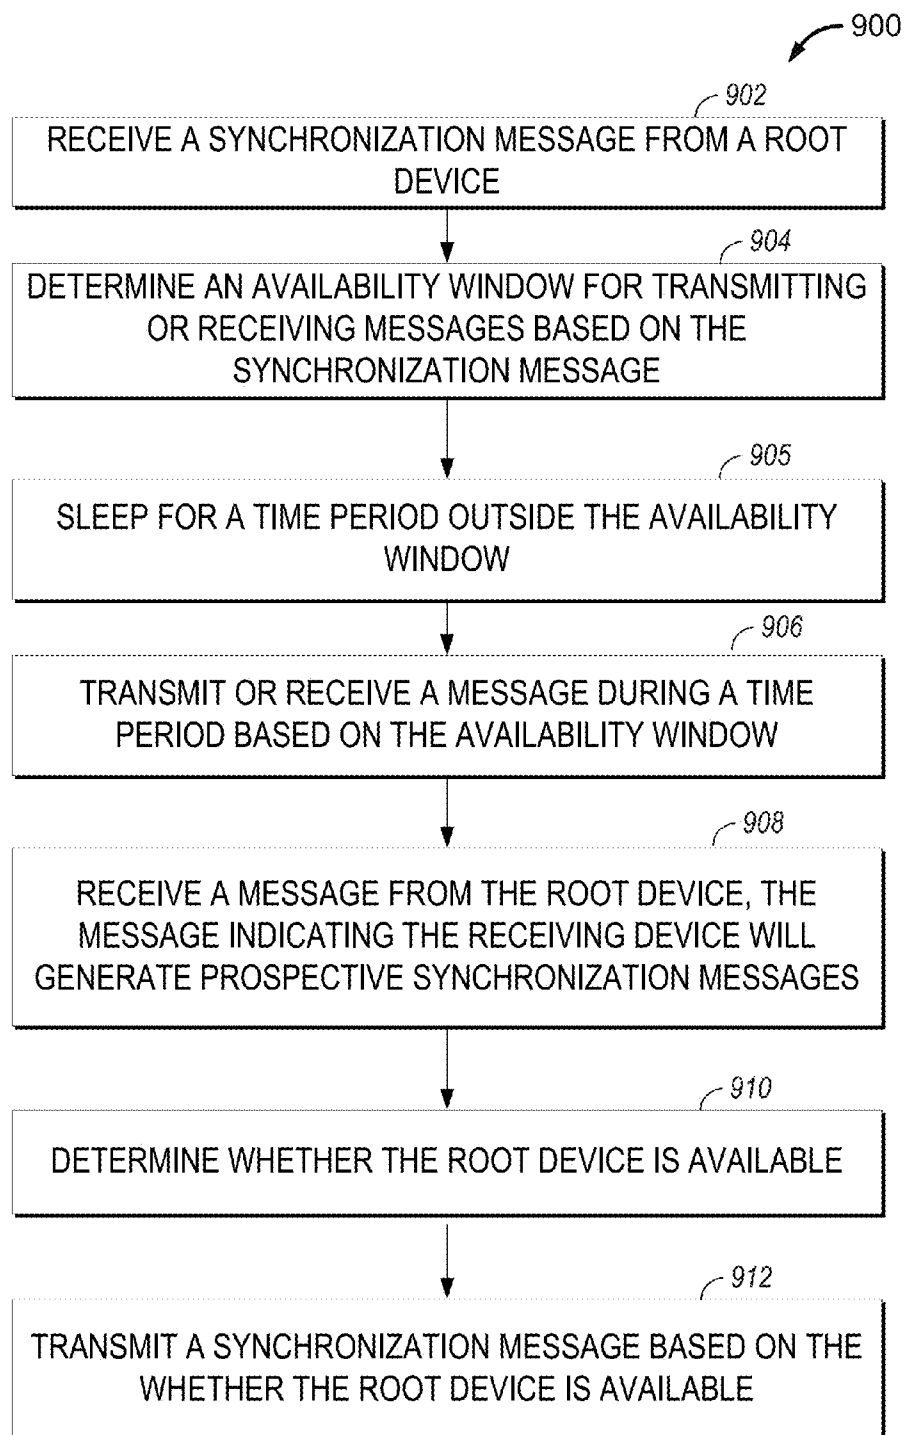 900
902
RECEIVE A SYNCHRONIZATION MESSAGE FROM A ROOT
DEVICE
904
DETERMINE AN AVAILABILITY WINDOW FOR TRANSMITTING
OR RECEIVING MESSAGES BASED ON THE
SYNCHRONIZATION MESSAGE
905
SLEEP FOR A TIME PERIOD OUTSIDE THE AVAILABILITY
WINDOW
906
TRANSMIT OR RECEIVE A MESSAGE DURING A TIME
PERIOD BASED ON THE AVAILABILITY WINDOW
908
RECEIVE A MESSAGE FROM THE ROOT DEVICE, THE
MESSAGE INDICATING THE RECEIVING DEVICE WILL
GENERATE PROSPECTIVE SYNCHRONIZATION MESSAGES
910
DETERMINE WHETHER THE ROOT DEVICE IS AVAILABLE
912
TRANSMIT A SYNCHRONIZATION MESSAGE BASED ON THE
WHETHER THE ROOT DEVICE IS AVAILABLE